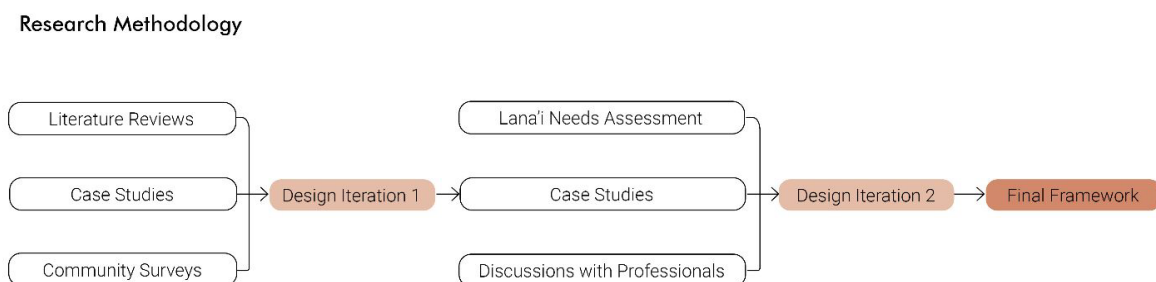 Research Methodology
Literature Reviews
Case Studies
Community Surveys
Design Iteration 1
Lana'i Needs Assessment
Case Studies
Discussions with Professionals
Design Iteration 2
Final Framework